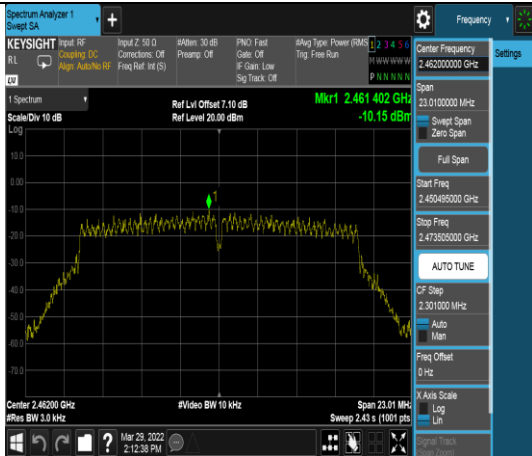 Spectrum Analyzer 1
Swept SA
+
Frequency
KEYSIGHT
RL
LXI
Input: RF
Coupling: DC
Align: Auto/No RF
Input Z: 50 Ω
Corrections: Off
Freq Ref: Int (S)
#Atten: 30 dB
Preamp: Off
PNO: Fast
Gate: Off
IF Gain: Low
Sig Track: Off
#Avg Type: Power (RMS
Trig: Free Run
1 2 3 4 5 6
M WW WW W
P N N N N N
Center Frequency
2.462000000 GHz
Settings
Span
23.0100000 MHz
Swept Span
Zero Span
Full Span
Start Freq
2.450495000 GHz
Stop Freq
2.473505000 GHz
AUTO TUNE
CF Step
2.301000 MHz
Auto
Man
Freq Offset
0 Hz
X Axis Scale
Log
Lin
Signal Track
(Span Zoom)
1 Spectrum
Scale/Div 10 dB
Log
Ref Lvl Offset 7.10 dB
Ref Level 20.00 dBm
Mkr1 2.461 402 GHz
-10.15 dBm
10.0
0.00
-10.0
-20.0
-30.0
-40.0
-50.0
-60.0
-70.0
1
Center 2.46200 GHz
#Res BW 3.0 kHz
#Video BW 10 kHz
Span 23.01 MHz
Sweep 2.43 s (1001 pts)
?
Mar 29, 2022
2:12:38 PM